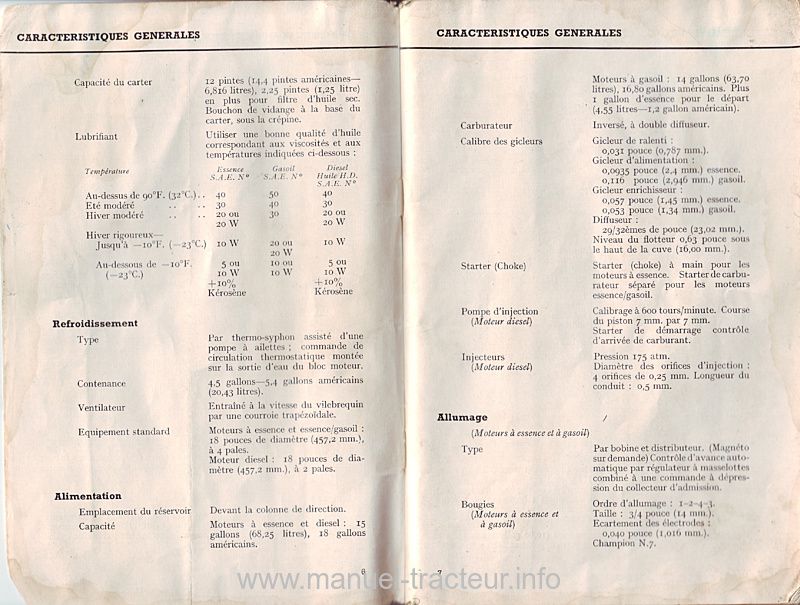 CARACTERISTIQUES GENERALES
Capacité du carter
12 pintes (14,4 pintes américaines—
6,816 litres), 2,25 pintes (1,25 litre)
en plus pour filtre d'huile sec.
Bouchon de vidange à la base du
carter, sous la crépine.
Lubrifiant
Utiliser une bonne qualité d'huile
correspondant aux viscosités et aux
températures indiquées ci-dessous :
Température Essence Gasoil Diesel
S.A.E. N° S.A.E. N° Huile H.D.
S.A.E. N°
Au-dessus de 90°F. (32°C.) .. 40 50 40
Eté modéré .. .. 30 40 30
Hiver modéré .. .. 20 ou 30 20 ou
20 W 20 W
Hiver rigoureux—
Jusqu'à —10°F. (—23°C.) 10 W 20 ou 10 W
20 W
Au-dessous de —10°F. 5 ou 10 ou 5 ou
(—23°C.) 10 W 10 W 10 W
+10% +10%
Kérosène Kérosène
Refroidissement
Type
Par thermo-syphon assisté d'une
pompe à ailettes ; commande de
circulation thermostatique montée
sur la sortie d'eau du bloc moteur.
Contenance
4,5 gallons—5,4 gallons américains
(20,43 litres).
Ventilateur
Entraîné à la vitesse du vilebrequin
par une courroie trapézoïdale.
Equipement standard
Moteurs à essence et essence/gasoil :
18 pouces de diamètre (457,2 mm.),
à 4 pales.
Moteur diesel : 18 pouces de dia-
mètre (457,2 mm.), à 2 pales.
Alimentation
Emplacement du réservoir
Devant la colonne de direction.
Capacité
Moteurs à essence et diesel : 15
gallons (68,25 litres), 18 gallons
américains.
6
CARACTERISTIQUES GENERALES
Moteurs à gasoil : 14 gallons (63,70
litres), 16,80 gallons américains. Plus
1 gallon d'essence pour le départ
(4,55 litres—1,2 gallon américain).
Carburateur
Inversé, à double diffuseur.
Calibre des gicleurs
Gicleur de ralenti :
0,031 pouce (0,787 mm.).
Gicleur d'alimentation :
0,0935 pouce (2,4 mm.) essence.
0,116 pouce (2,946 mm.) gasoil.
Gicleur enrichisseur :
0,057 pouce (1,45 mm.) essence.
0,053 pouce (1,34 mm.) gasoil.
Diffuseur :
29/32èmes de pouce (23,02 mm.).
Niveau du flotteur 0,63 pouce sous
le haut de la cuve (16,00 mm.).
Starter (Choke)
Starter (choke) à main pour les
moteurs à essence. Starter de carbu-
rateur séparé pour les moteurs
essence/gasoil.
Pompe d'injection
(Moteur diesel)
Calibrage à 600 tours/minute. Course
du piston 7 mm. par 7 mm.
Starter de démarrage contrôle
d'arrivée de carburant.
Injecteurs
(Moteur diesel)
Pression 175 atm.
Diamètre des orifices d'injection :
4 orifices de 0,25 mm. Longueur du
conduit : 0,5 mm.
Allumage
(Moteurs à essence et à gasoil)
Type
Par bobine et distributeur. (Magnéto
sur demande) Contrôle d'avance auto-
matique par régulateur à masselottes
combiné à une commande à dépres-
sion du collecteur d'admission.
Bougies
(Moteurs à essence et
à gasoil)
Ordre d'allumage : 1-2-4-3.
Taille : 3/4 pouce (14 mm.).
Ecartement des électrodes :
0,040 pouce (1,016 mm.).
Champion N.7.
7
www.manuel-tracteur.info